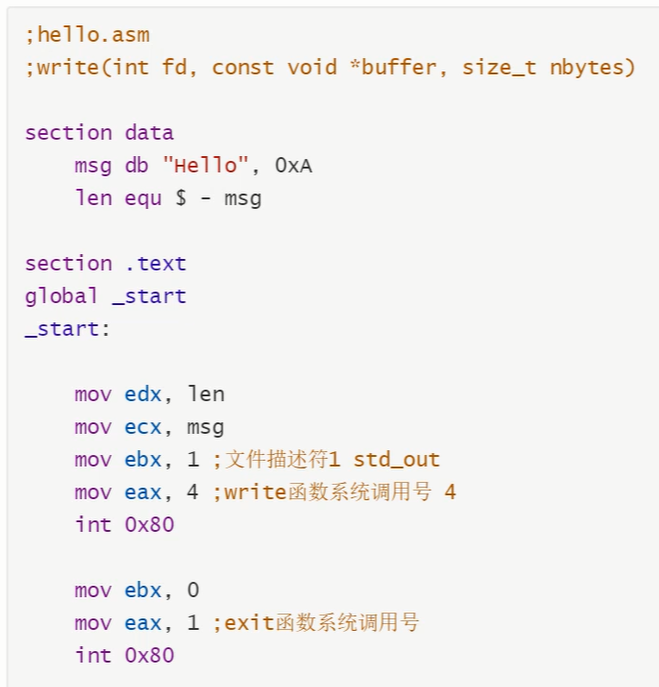 ;hello.asm
;write(int fd, const void *buffer, size_t nbytes)
section data
msg db "Hello", 0xA
len equ $ - msg
section .text
global _start
_start:
mov edx, len
mov ecx, msg
mov ebx, 1 ;文件描述符1 std_out
mov eax, 4 ;write函数系统调用号 4
int 0x80
mov ebx, 0
mov eax, 1 ;exit函数系统调用号
int 0x80